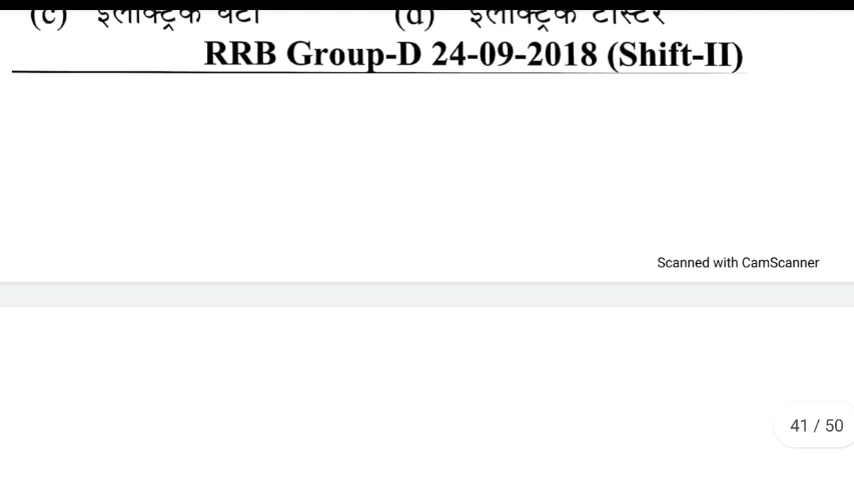 (c) इलेक्ट्रिक घंटी (d) इलेक्ट्रिक टोस्टर
RRB Group-D 24-09-2018 (Shift-II)
Scanned with CamScanner
41 / 50